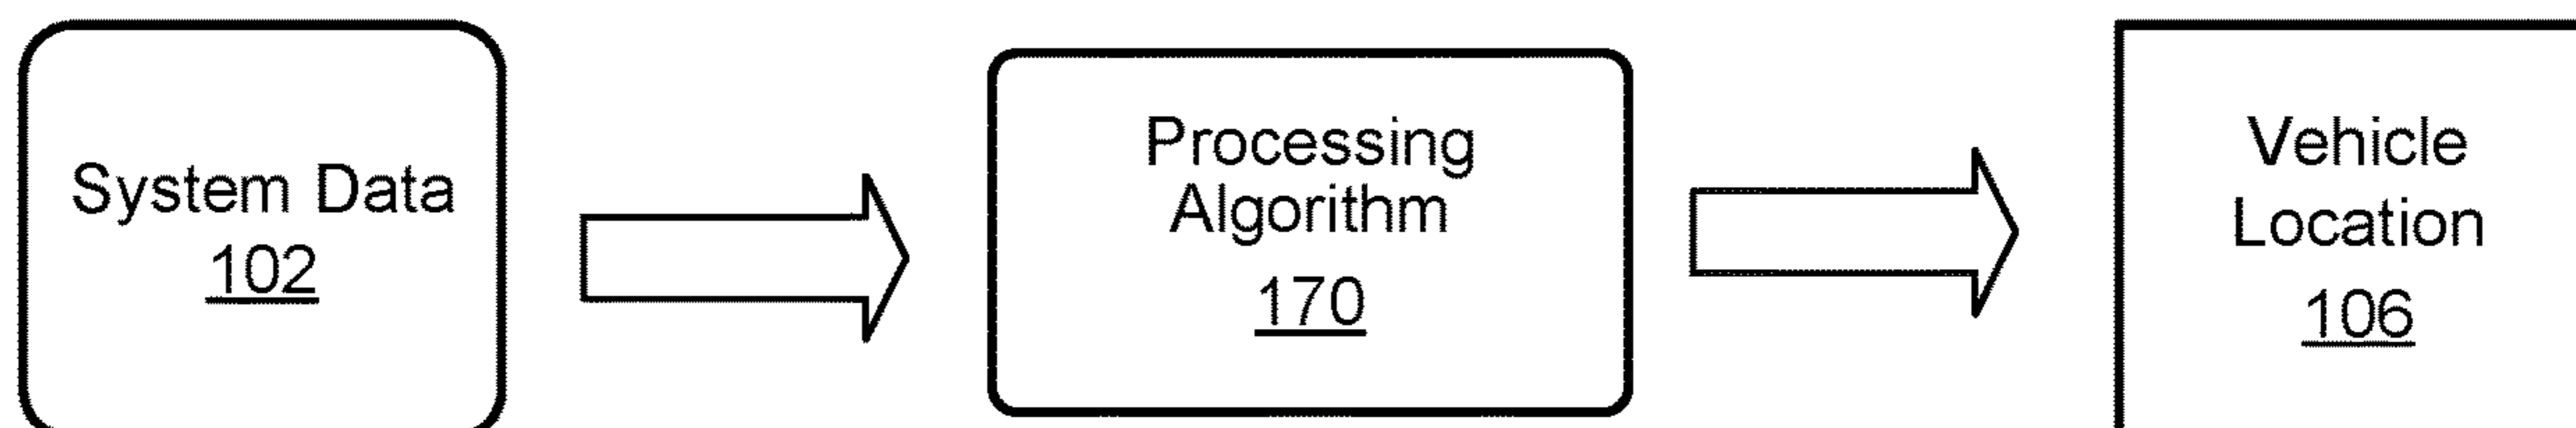 System Data
102
Processing
Algorithm
170
Vehicle
Location
106